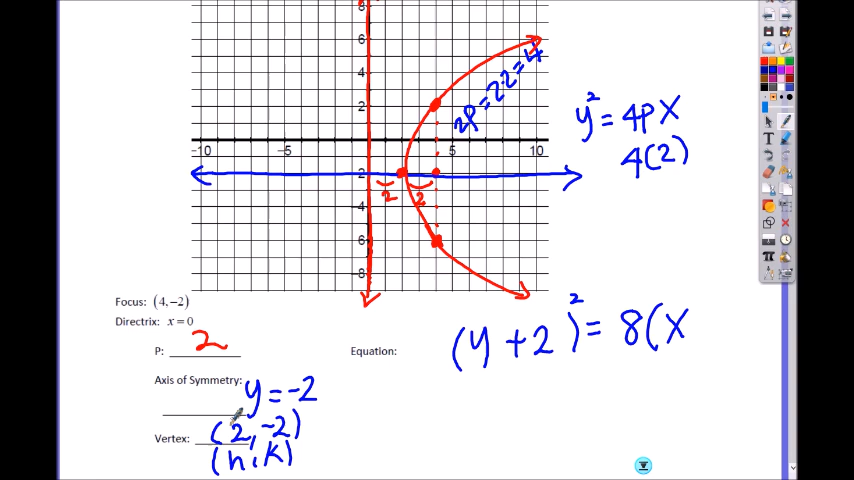 8
6
4
2
-10
-5
5
10
-2
-4
-6
-8
2
2
2P = 2·2 = 4
y² = 4px
4(2)
Focus: (4,−2)
Directrix: x = 0
P: 2
Equation:
(y + 2)² = 8(x
Axis of Symmetry:
y = -2
Vertex: (2, -2)
(h, k)